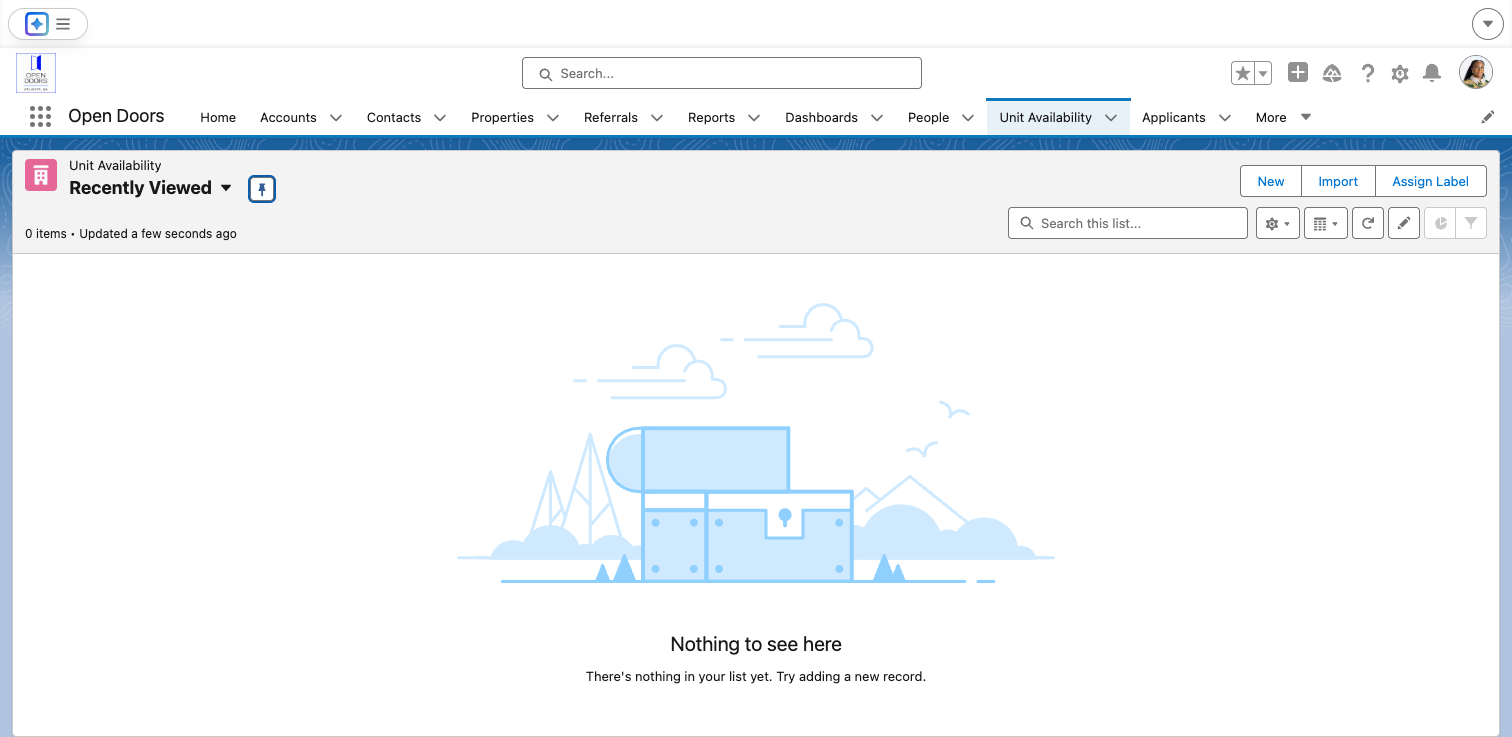 OPEN
DOORS
ATLANTA, GA
Search...
Open Doors
Home
Accounts
Contacts
Properties
Referrals
Reports
Dashboards
People
Unit Availability
Applicants
More
Unit Availability
Recently Viewed
New
Import
Assign Label
0 items • Updated a few seconds ago
Search this list...
Nothing to see here
There's nothing in your list yet. Try adding a new record.